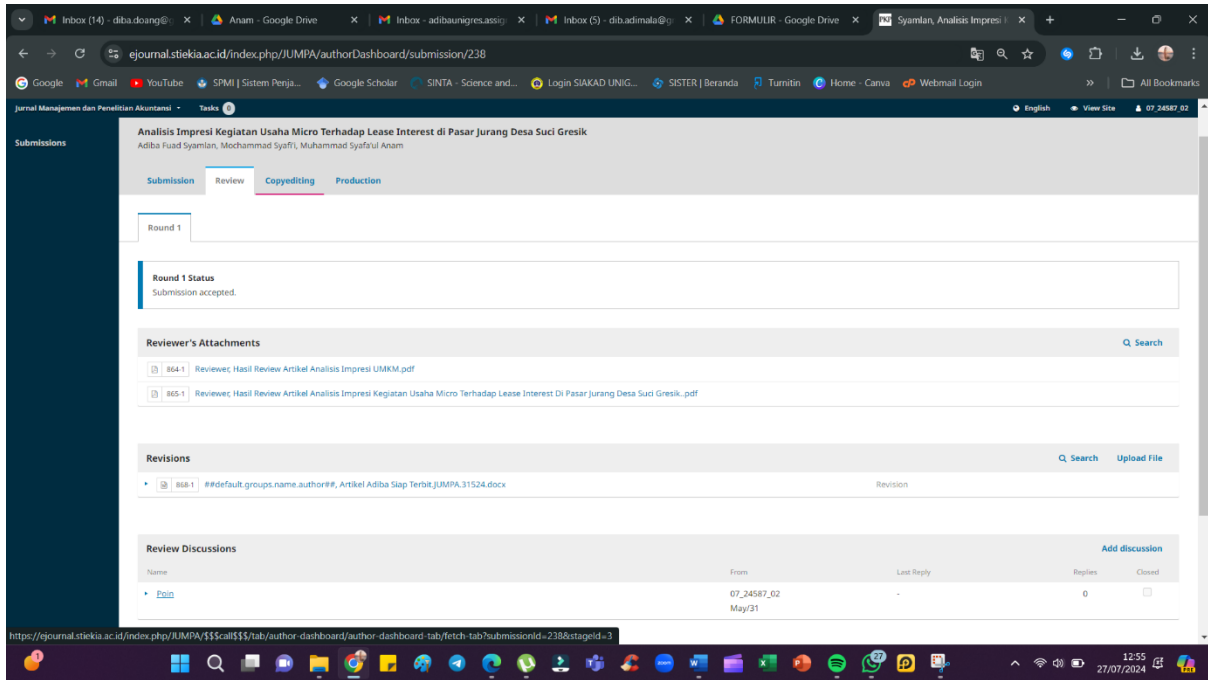 Inbox (14) - diba.doang@
Anam - Google Drive
Inbox - adibaunigres.assig
Inbox (5) - dib.adimala@g
FORMULIR - Google Drive
PKP Syamlan, Analisis Impresi
ejournal.stiekia.ac.id/index.php/JUMPA/authorDashboard/submission/238
Google Gmail YouTube SPMI | Sistem Penja... Google Scholar SINTA - Science and... Login SIAKAD UNIG... SISTER | Beranda Turnitin Home - Canva Webmail Login » All Bookmarks
Jurnal Manajemen dan Penelitian Akuntansi Tasks 0 English View Site 07_24587_02
Submissions
Analisis Impresi Kegiatan Usaha Micro Terhadap Lease Interest di Pasar Jurang Desa Suci Gresik
Adiba Fuad Syamlan, Mochammad Syafi'i, Muhammad Syafa'ul Anam
Submission Review Copyediting Production
Round 1
Round 1 Status
Submission accepted.
Reviewer's Attachments Search
864-1 Reviewer, Hasil Review Artikel Analisis Impresi UMKM.pdf
865-1 Reviewer, Hasil Review Artikel Analisis Impresi Kegiatan Usaha Micro Terhadap Lease Interest Di Pasar Jurang Desa Suci Gresik..pdf
Revisions Search Upload File
868-1 ##default.groups.name.author##, Artikel Adiba Siap Terbit.JUMPA.31524.docx Revision
Review Discussions Add discussion
Name From Last Reply Replies Closed
Poin 07_24587_02 - 0
May/31
https://ejournal.stiekia.ac.id/index.php/JUMPA/$$$call$$$/tab/author-dashboard/author-dashboard-tab/fetch-tab?submissionId=238&stageId=3
1
27
12:55
27/07/2024